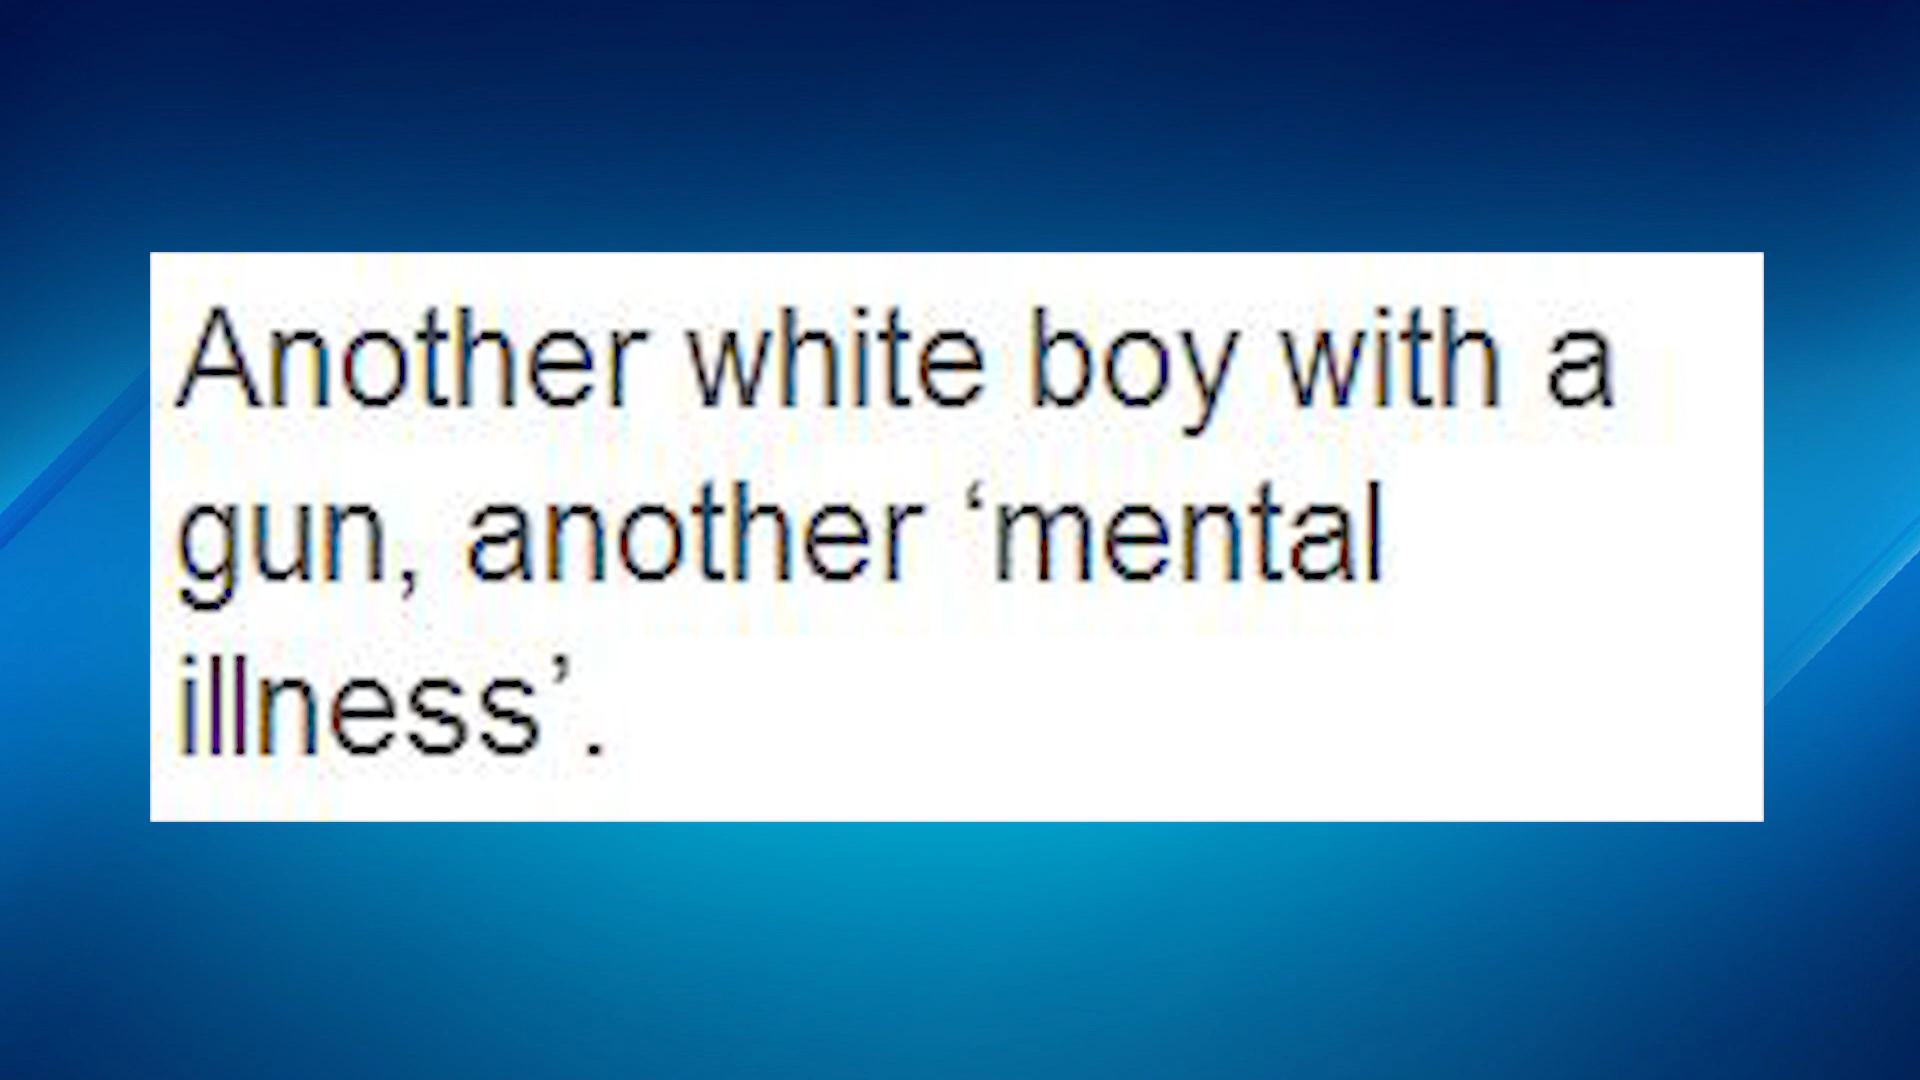 Another white boy with a
gun, another ‘mental
illness’.